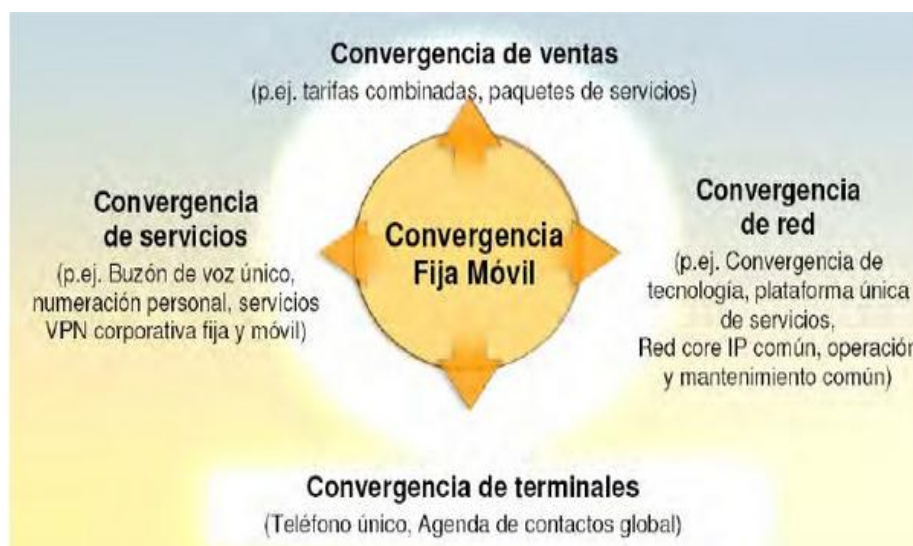 Convergencia de ventas
(p.ej. tarifas combinadas, paquetes de servicios)
Convergencia
de servicios
(p.ej. Buzón de voz único,
numeración personal, servicios
VPN corporativa fija y móvil)
Convergencia
Fija Móvil
Convergencia
de red
(p.ej. Convergencia de
tecnología, plataforma única
de servicios,
Red core IP común, operación
y mantenimiento común)
Convergencia de terminales
(Teléfono único, Agenda de contactos global)